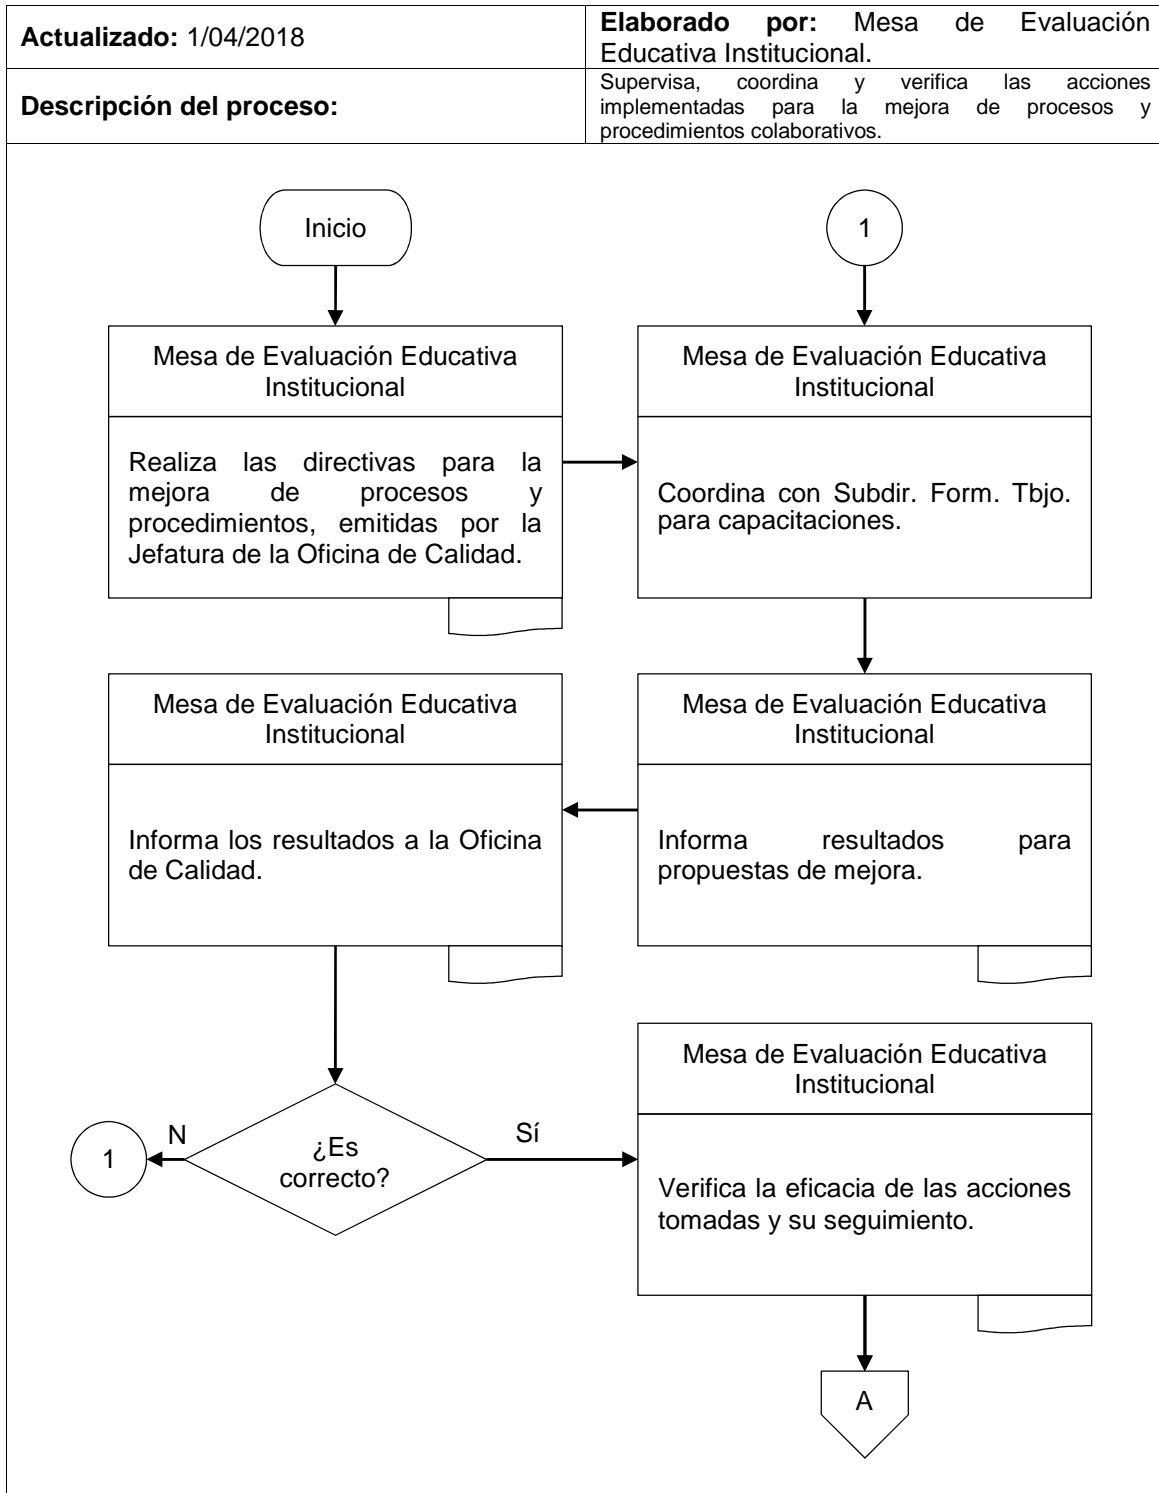 Actualizado: 1/04/2018
Elaborado por: Mesa de Evaluación
Educativa Institucional.
Descripción del proceso:
Supervisa, coordina y verifica las acciones
implementadas para la mejora de procesos y
procedimientos colaborativos.
Inicio
1
Mesa de Evaluación Educativa
Institucional
Realiza las directivas para la
mejora de procesos y
procedimientos, emitidas por la
Jefatura de la Oficina de Calidad.
Mesa de Evaluación Educativa
Institucional
Coordina con Subdir. Form. Tbjo.
para capacitaciones.
Mesa de Evaluación Educativa
Institucional
Informa resultados para
propuestas de mejora.
Mesa de Evaluación Educativa
Institucional
Informa los resultados a la Oficina
de Calidad.
¿Es
correcto?
N
1
Sí
Mesa de Evaluación Educativa
Institucional
Verifica la eficacia de las acciones
tomadas y su seguimiento.
A